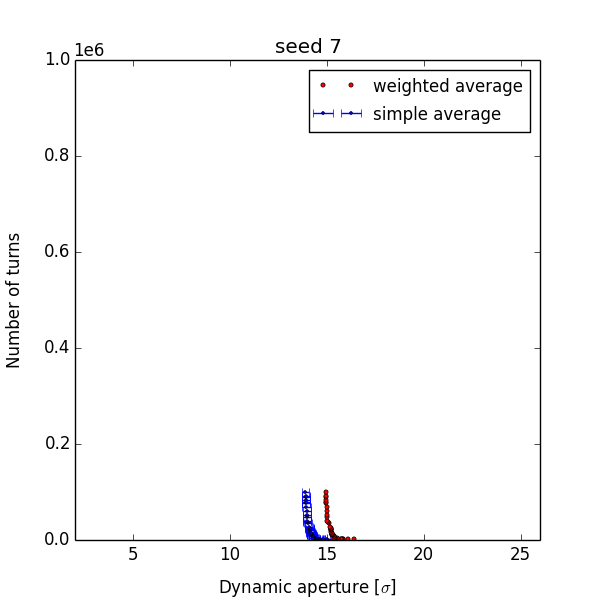 seed 7
1e6
1.0
0.8
0.6
0.4
0.2
0.0
5 10 15 20 25
Number of turns
Dynamic aperture [σ]
weighted average
simple average